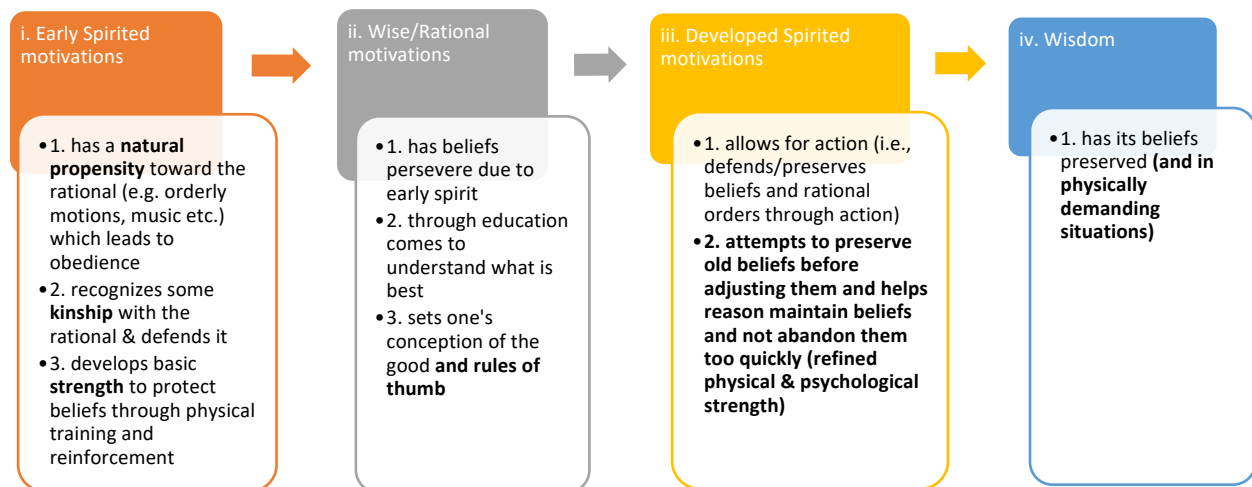 i. Early Spirited
motivations
• 1. has a natural
propensity toward the
rational (e.g. orderly
motions, music etc.)
which leads to
obedience
• 2. recognizes some
kinship with the
rational & defends it
• 3. develops basic
strength to protect
beliefs through physical
training and
reinforcement
ii. Wise/Rational
motivations
• 1. has beliefs
persevere due to
early spirit
• 2. through education
comes to
understand what is
best
• 3. sets one's
conception of the
good and rules of
thumb
iii. Developed Spirited
motivations
• 1. allows for action (i.e.,
defends/preserves
beliefs and rational
orders through action)
• 2. attempts to preserve
old beliefs before
adjusting them and helps
reason maintain beliefs
and not abandon them
too quickly (refined
physical & psychological
strength)
iv. Wisdom
• 1. has its beliefs
preserved (and in
physically
demanding
situations)